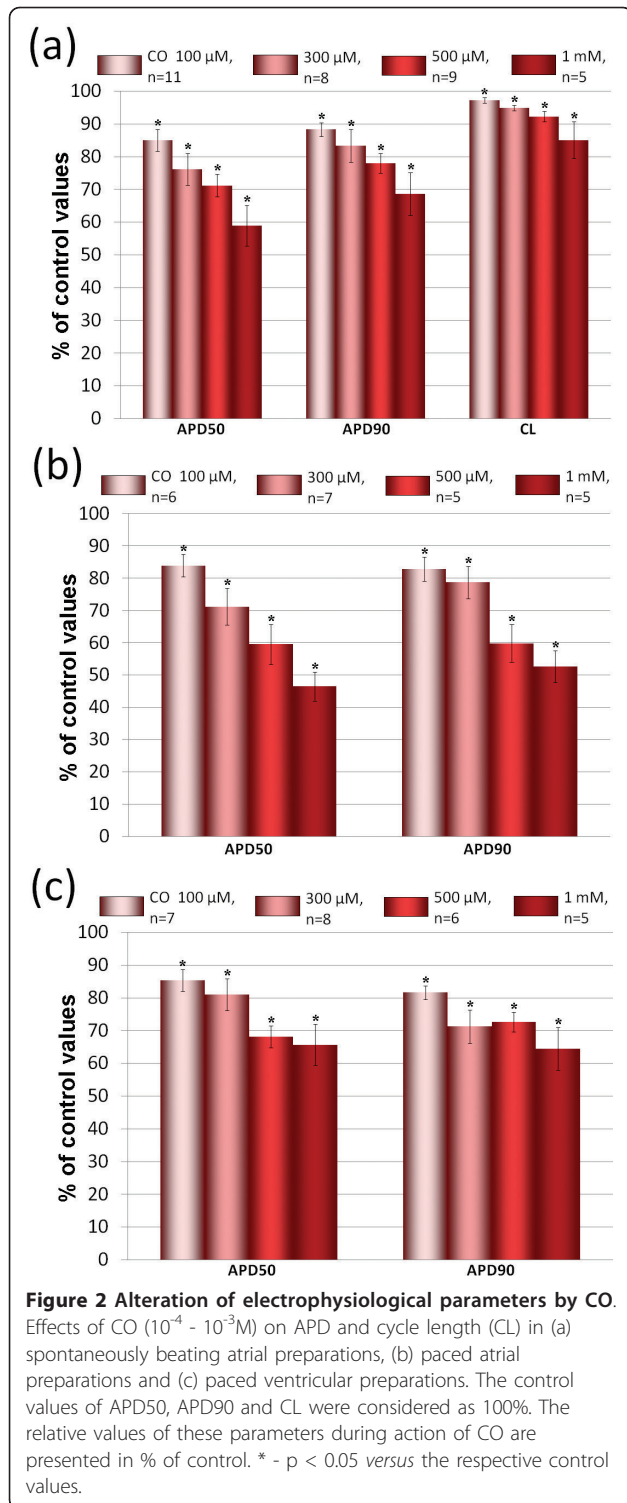 (a)
CO 100 µM, n=11
300 µM, n=8
500 µM, n=9
1 mM, n=5
% of control values
100
90
80
70
60
50
40
30
20
10
0
* * * *
* * * *
* * * *
APD50
APD90
CL
(b)
CO 100 µM, n=6
300 µM, n=7
500 µM, n=5
1 mM, n=5
% of control values
100
90
80
70
60
50
40
30
20
10
0
* * * *
* * * *
APD50
APD90
(c)
CO 100 µM, n=7
300 µM, n=8
500 µM, n=6
1 mM, n=5
% of control values
100
90
80
70
60
50
40
30
20
10
0
* * * *
* * * *
APD50
APD90
Figure 2 Alteration of electrophysiological parameters by CO.
Effects of CO (10⁻⁴ - 10⁻³M) on APD and cycle length (CL) in (a)
spontaneously beating atrial preparations, (b) paced atrial
preparations and (c) paced ventricular preparations. The control
values of APD50, APD90 and CL were considered as 100%. The
relative values of these parameters during action of CO are
presented in % of control. * - p < 0.05 versus the respective control
values.